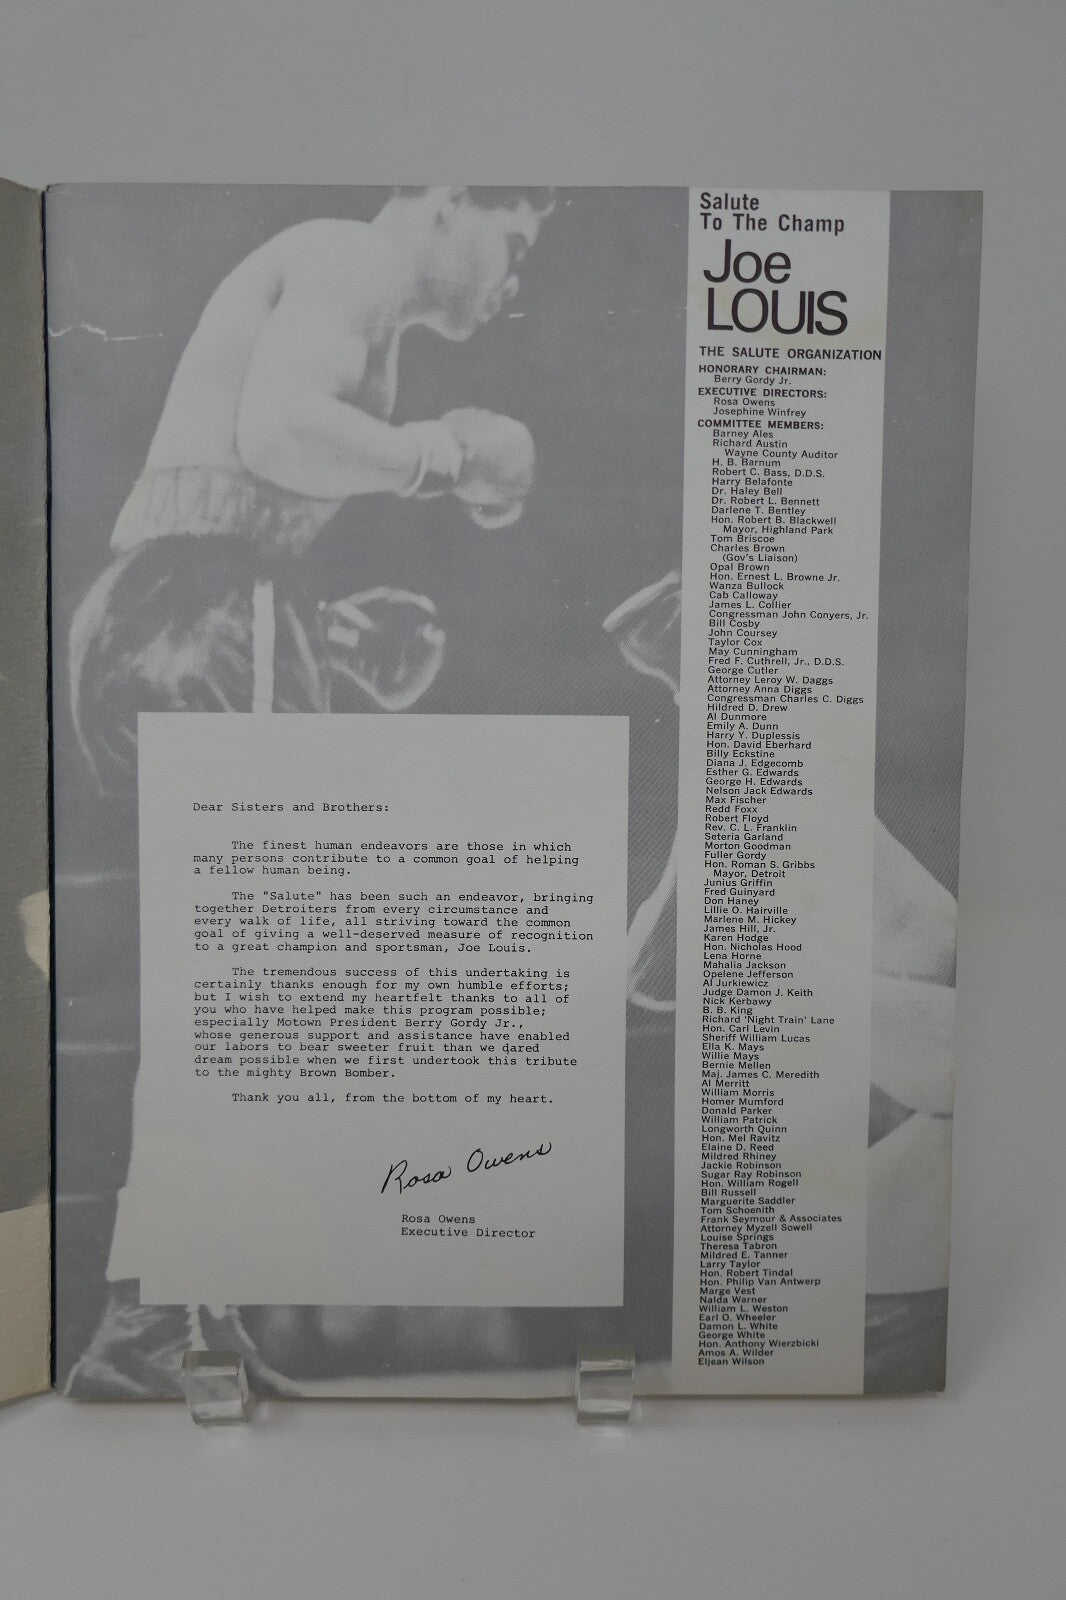 Dear Sisters and Brothers:
The finest human endeavors are those in which
many persons contribute to a common goal of helping
a fellow human being.
The "Salute" has been such an endeavor, bringing
together Detroiters from every circumstance and
every walk of life, all striving toward the common
goal of giving a well-deserved measure of recognition
to a great champion and sportsman, Joe Louis.
The tremendous success of this undertaking is
certainly thanks enough for my own humble efforts;
but I wish to extend my heartfelt thanks to all of
you who have helped make this program possible;
especially Motown President Berry Gordy Jr.,
whose generous support and assistance have enabled
our labors to bear sweeter fruit than we dared
dream possible when we first undertook this tribute
to the mighty Brown Bomber.
Thank you all, from the bottom of my heart.
Rosa Owens
Rosa Owens
Executive Director
Salute
To The Champ
Joe
LOUIS
THE SALUTE ORGANIZATION
HONORARY CHAIRMAN:
Berry Gordy Jr.
EXECUTIVE DIRECTORS:
Rosa Owens
Josephine Winfrey
COMMITTEE MEMBERS:
Barney Ales
Richard Austin
Wayne County Auditor
H. B. Barnum
Robert C. Bass, D.D.S.
Harry Belafonte
Dr. Haley Bell
Dr. Robert L. Bennett
Darlene T. Bentley
Hon. Robert B. Blackwell
Mayor, Highland Park
Tom Briscoe
Charles Brown
(Gov's Liaison)
Opal Brown
Hon. Ernest L. Browne Jr.
Wanza Bullock
Cab Calloway
James L. Collier
Congressman John Conyers, Jr.
Bill Cosby
John Coursey
Taylor Cox
May Cunningham
Fred F. Cuthrell, Jr., D.D.S.
George Cutler
Attorney Leroy W. Daggs
Attorney Anna Diggs
Congressman Charles C. Diggs
Hildred D. Drew
Al Dunmore
Emily A. Dunn
Harry Y. Duplessis
Hon. David Eberhard
Billy Eckstine
Diana J. Edgecomb
Esther G. Edwards
George H. Edwards
Nelson Jack Edwards
Max Fischer
Redd Foxx
Robert Floyd
Rev. C. L. Franklin
Seteria Garland
Morton Goodman
Fuller Gordy
Hon. Roman S. Gribbs
Mayor, Detroit
Junius Griffin
Fred Guinyard
Don Haney
Lillie O. Hairville
Marlene M. Hickey
James Hill, Jr.
Karen Hodge
Hon. Nicholas Hood
Lena Horne
Mahalia Jackson
Opelene Jefferson
Al Jurkiewicz
Judge Damon J. Keith
Nick Kerbawy
B. B. King
Richard 'Night Train' Lane
Hon. Carl Levin
Sheriff William Lucas
Ella K. Mays
Willie Mays
Bernie Mellen
Maj. James C. Meredith
Al Merritt
William Morris
Homer Mumford
Donald Parker
William Patrick
Longworth Quinn
Hon. Mel Ravitz
Elaine D. Reed
Mildred Rhiney
Jackie Robinson
Sugar Ray Robinson
Hon. William Rogell
Bill Russell
Marguerite Saddler
Tom Schoenith
Frank Seymour & Associates
Attorney Myzell Sowell
Louise Springs
Theresa Tabron
Mildred E. Tanner
Larry Taylor
Hon. Robert Tindal
Hon. Philip Van Antwerp
Marge Vest
Nalda Warner
William L. Weston
Earl O. Wheeler
Damon L. White
George White
Hon. Anthony Wierzbicki
Amos A. Wilder
Eljean Wilson